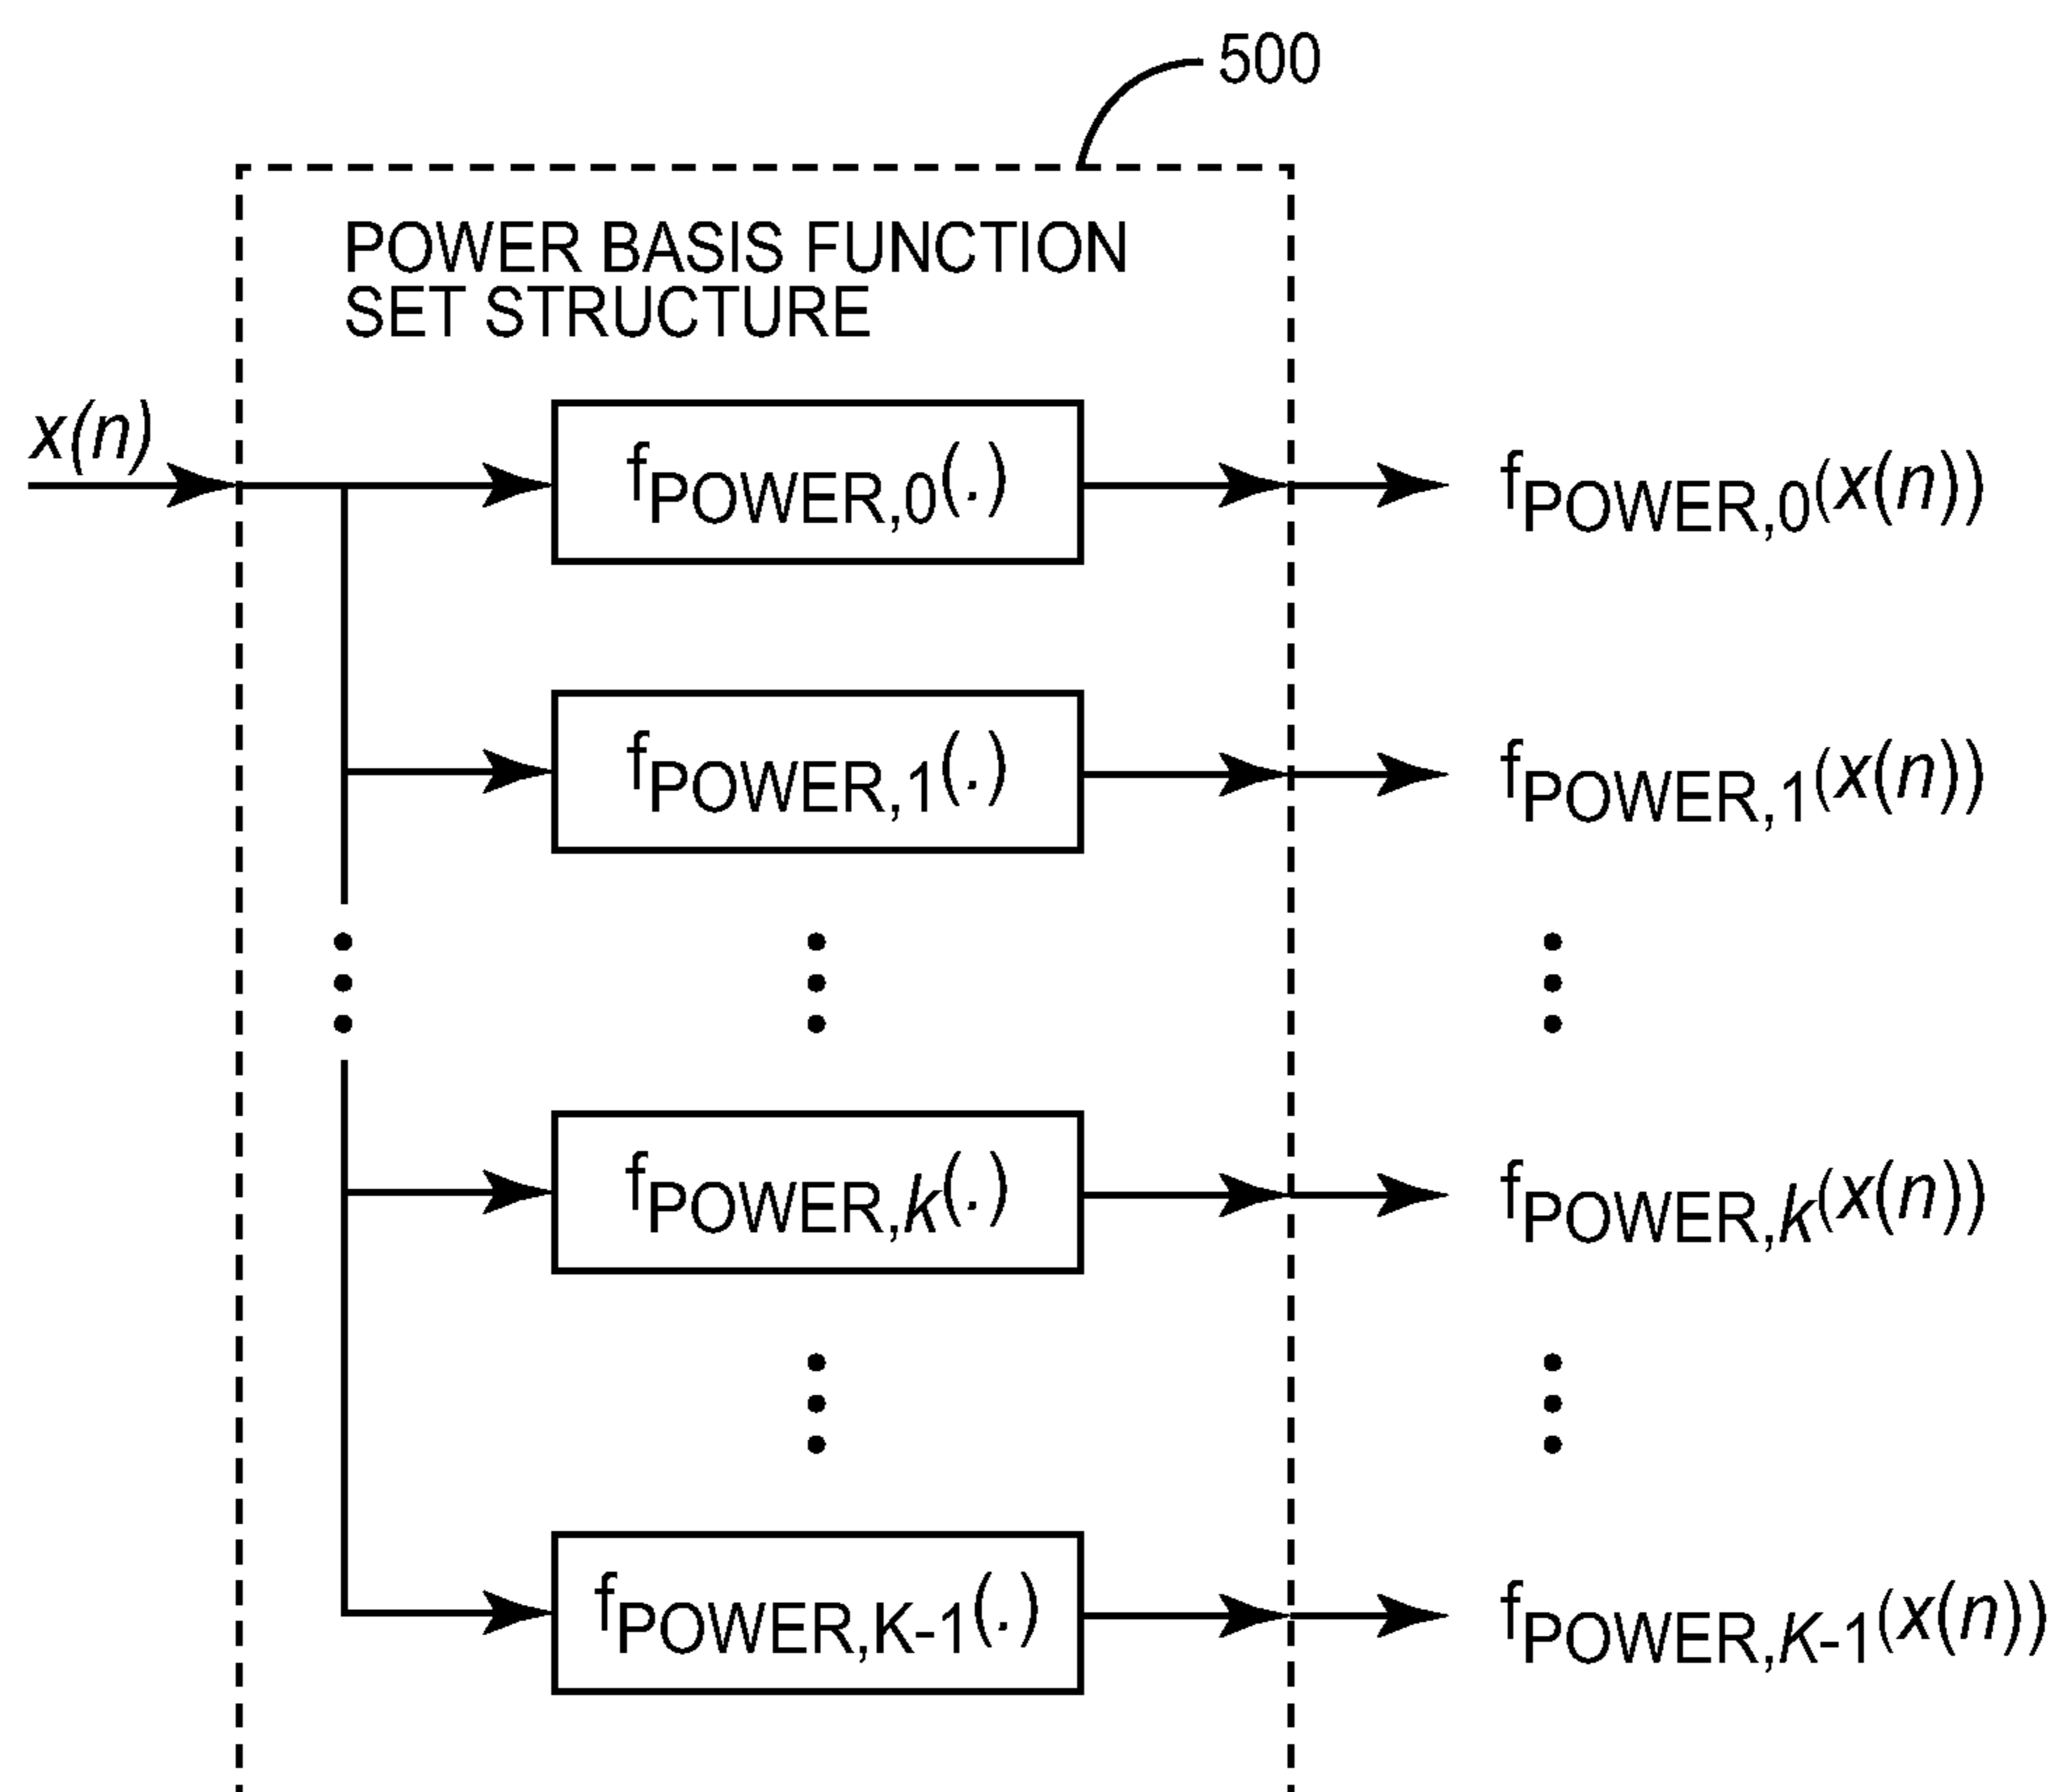 500
POWER BASIS FUNCTION
SET STRUCTURE
x(n)
fPOWER,0(.)
fPOWER,0(x(n))
fPOWER,1(.)
fPOWER,1(x(n))
fPOWER,k(.)
fPOWER,k(x(n))
fPOWER,K-1(.)
fPOWER,K-1(x(n))